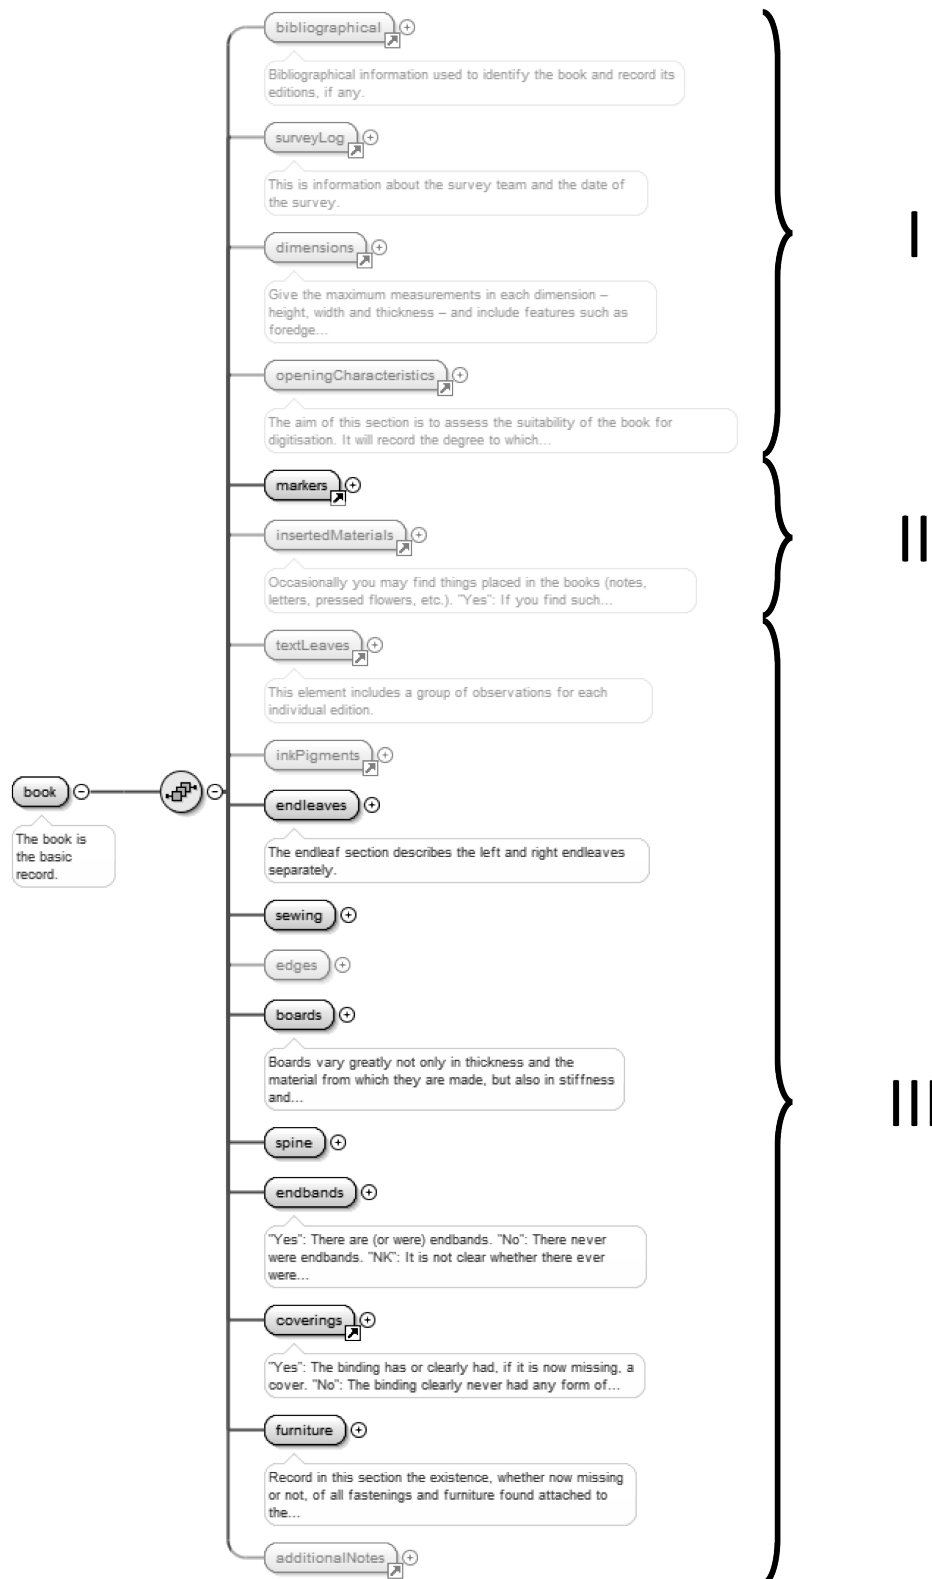 bibliographical
Bibliographical information used to identify the book and record its
editions, if any.
surveyLog
This is information about the survey team and the date of
the survey.
dimensions
Give the maximum measurements in each dimension –
height, width and thickness – and include features such as
foredge...
openingCharacteristics
The aim of this section is to assess the suitability of the book for
digitisation. It will record the degree to which...
I
markers
insertedMaterials
Occasionally you may find things placed in the books (notes,
letters, pressed flowers, etc.). "Yes": If you find such...
II
textLeaves
This element includes a group of observations for each
individual edition.
inkPigments
book
The book is
the basic
record.
endleaves
The endleaf section describes the left and right endleaves
separately.
sewing
edges
boards
Boards vary greatly not only in thickness and the
material from which they are made, but also in stiffness
and...
spine
endbands
"Yes": There are (or were) endbands. "No": There never
were endbands. "NK": It is not clear whether there ever
were...
coverings
"Yes": The binding has or clearly had, if it is now missing, a
cover. "No": The binding clearly never had any form of...
furniture
Record in this section the existence, whether now missing
or not, of all fastenings and furniture found attached to
the...
additionalNotes
III